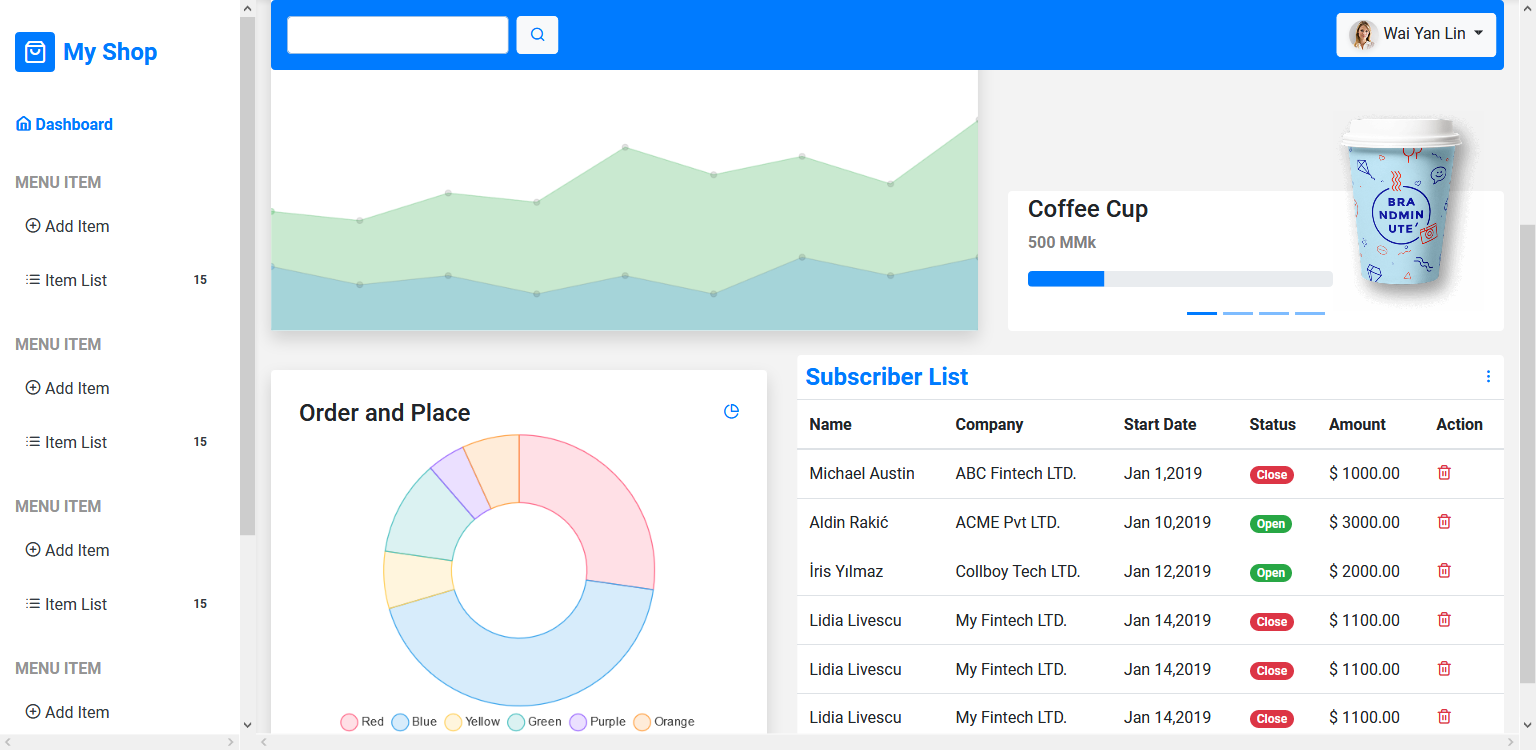 My Shop
Wai Yan Lin
Dashboard
MENU ITEM
Add Item
Item List 15
MENU ITEM
Add Item
Item List 15
MENU ITEM
Add Item
Item List 15
MENU ITEM
Add Item
Coffee Cup
500 MMk
BRA
NDMIN
UTE'
Order and Place
Red Blue Yellow Green Purple Orange
Subscriber List
Name Company Start Date Status Amount Action
Michael Austin ABC Fintech LTD. Jan 1,2019 Close $ 1000.00
Aldin Rakić ACME Pvt LTD. Jan 10,2019 Open $ 3000.00
İris Yılmaz Collboy Tech LTD. Jan 12,2019 Open $ 2000.00
Lidia Livescu My Fintech LTD. Jan 14,2019 Close $ 1100.00
Lidia Livescu My Fintech LTD. Jan 14,2019 Close $ 1100.00
Lidia Livescu My Fintech LTD. Jan 14,2019 Close $ 1100.00